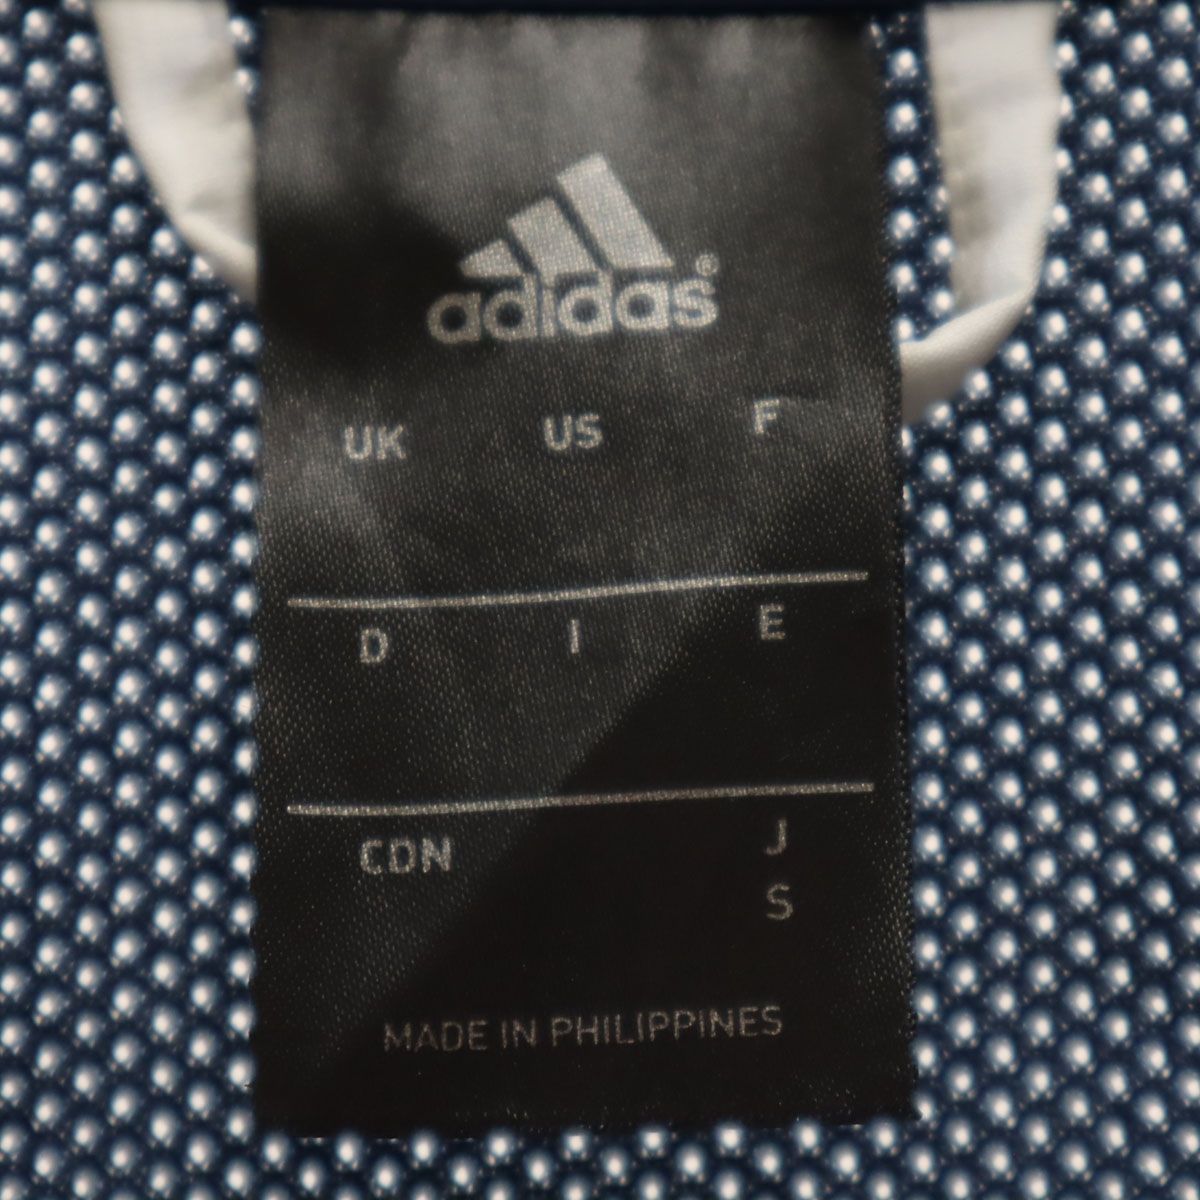 adidas®
UK US F
D I E
CDN J
S
MADE IN PHILIPPINES